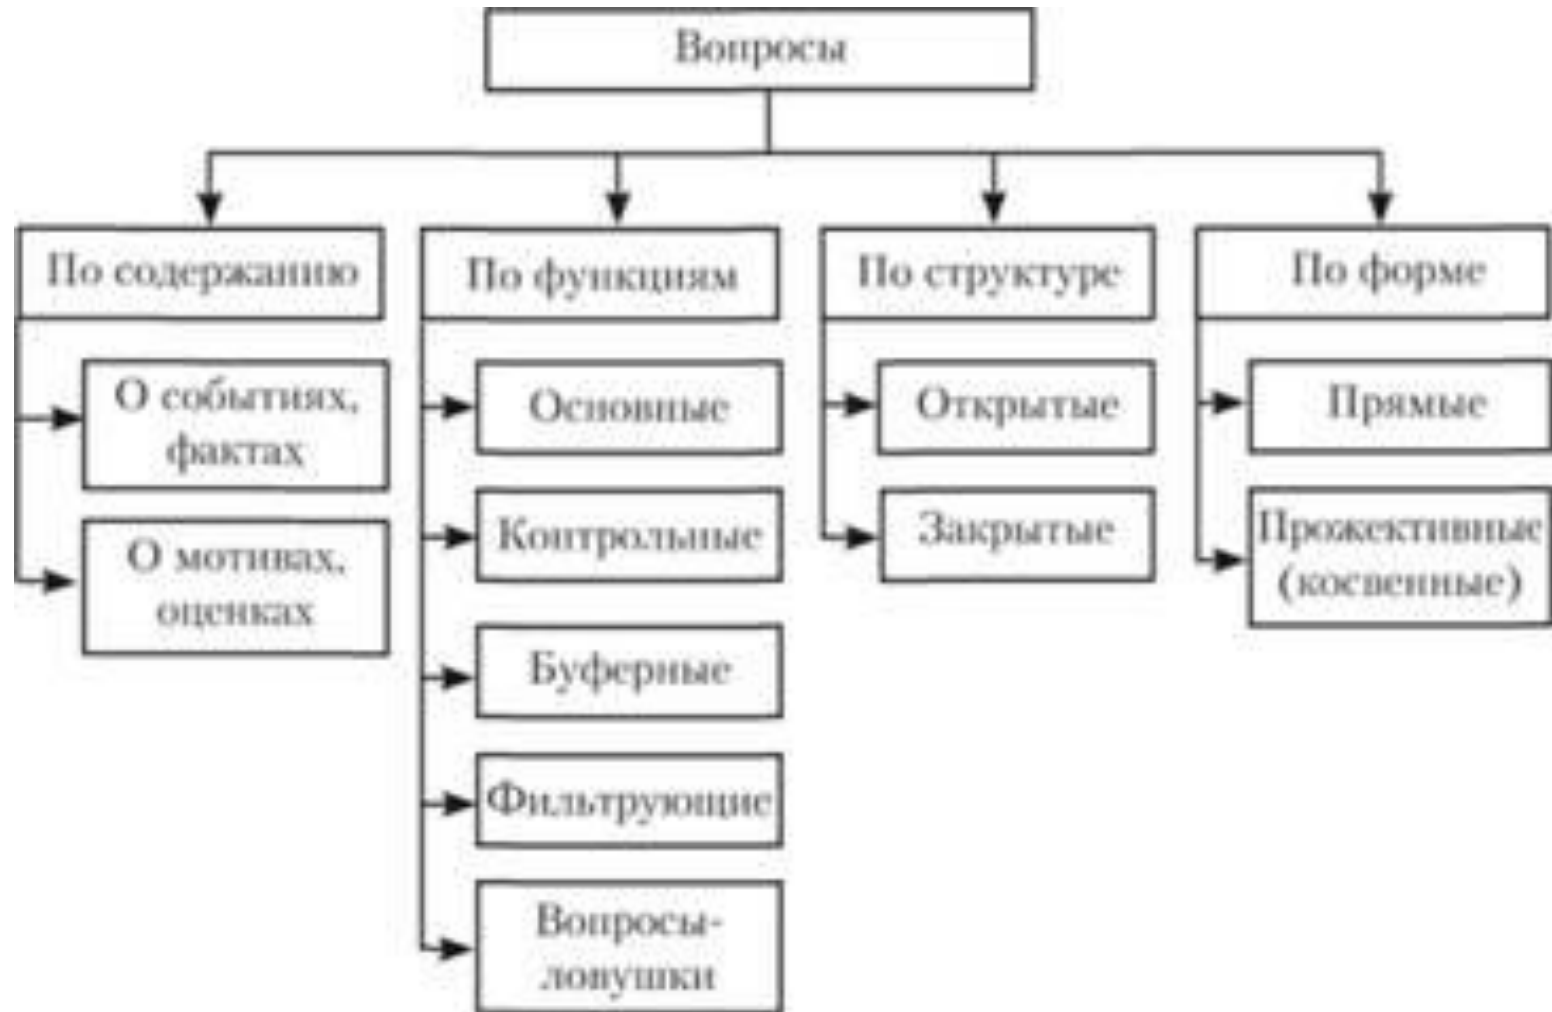 Вопросы
По содержанию
О событиях,
фактах
О мотивах,
оценках
По функциям
Основные
Контрольные
Буферные
Фильтрующие
Вопросы-
ловушки
По структуре
Открытые
Закрытые
По форме
Прямые
Прожективные
(косвенные)